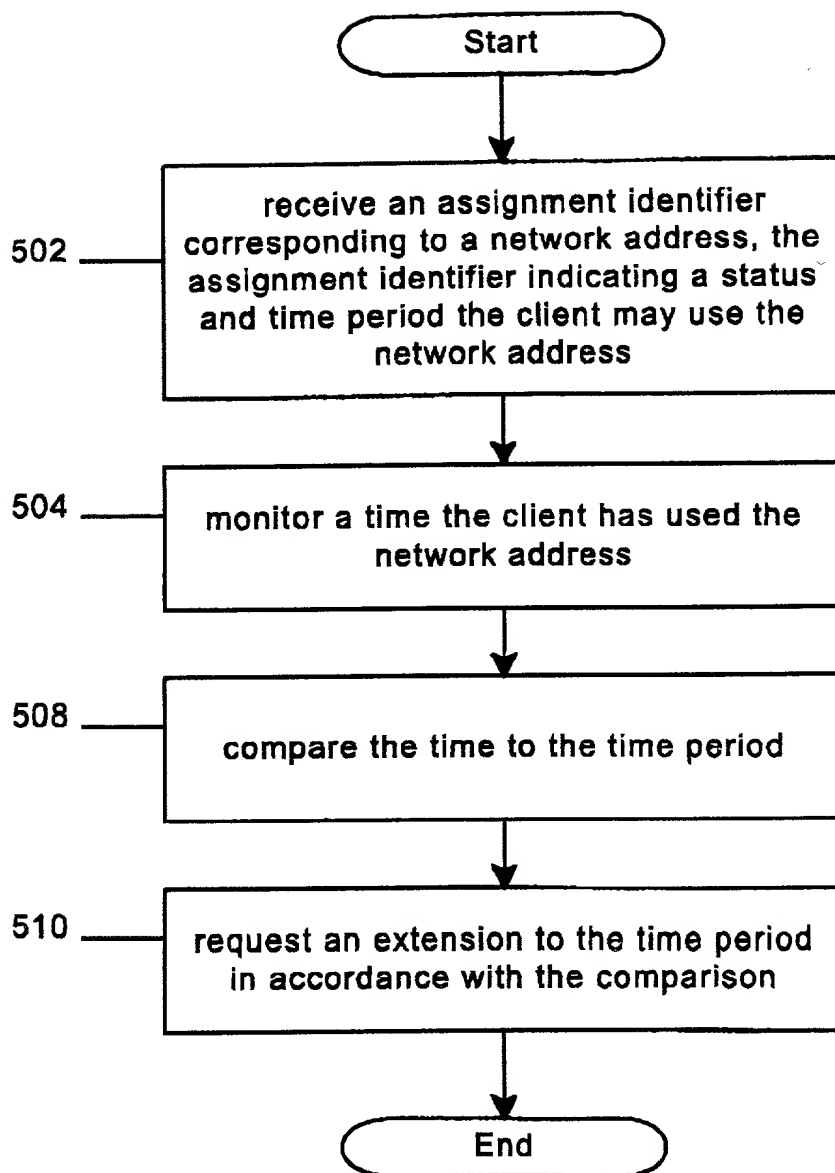 Start
502
receive an assignment identifier
corresponding to a network address, the
assignment identifier indicating a status
and time period the client may use the
network address
504
monitor a time the client has used the
network address
508
compare the time to the time period
510
request an extension to the time period
in accordance with the comparison
End